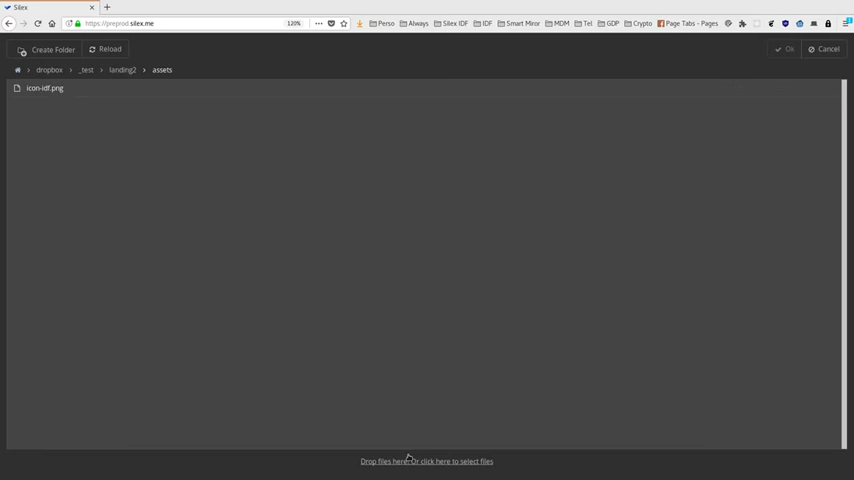 Silex
https://preprod.silex.me 120% Perso Always Silex IDF IDF Smart Miror MDM Tel GDP Crypto Page Tabs - Pages
Create Folder Reload Ok Cancel
dropbox > _test > landing2 > assets
icon-idf.png
Drop files here. Or click here to select files